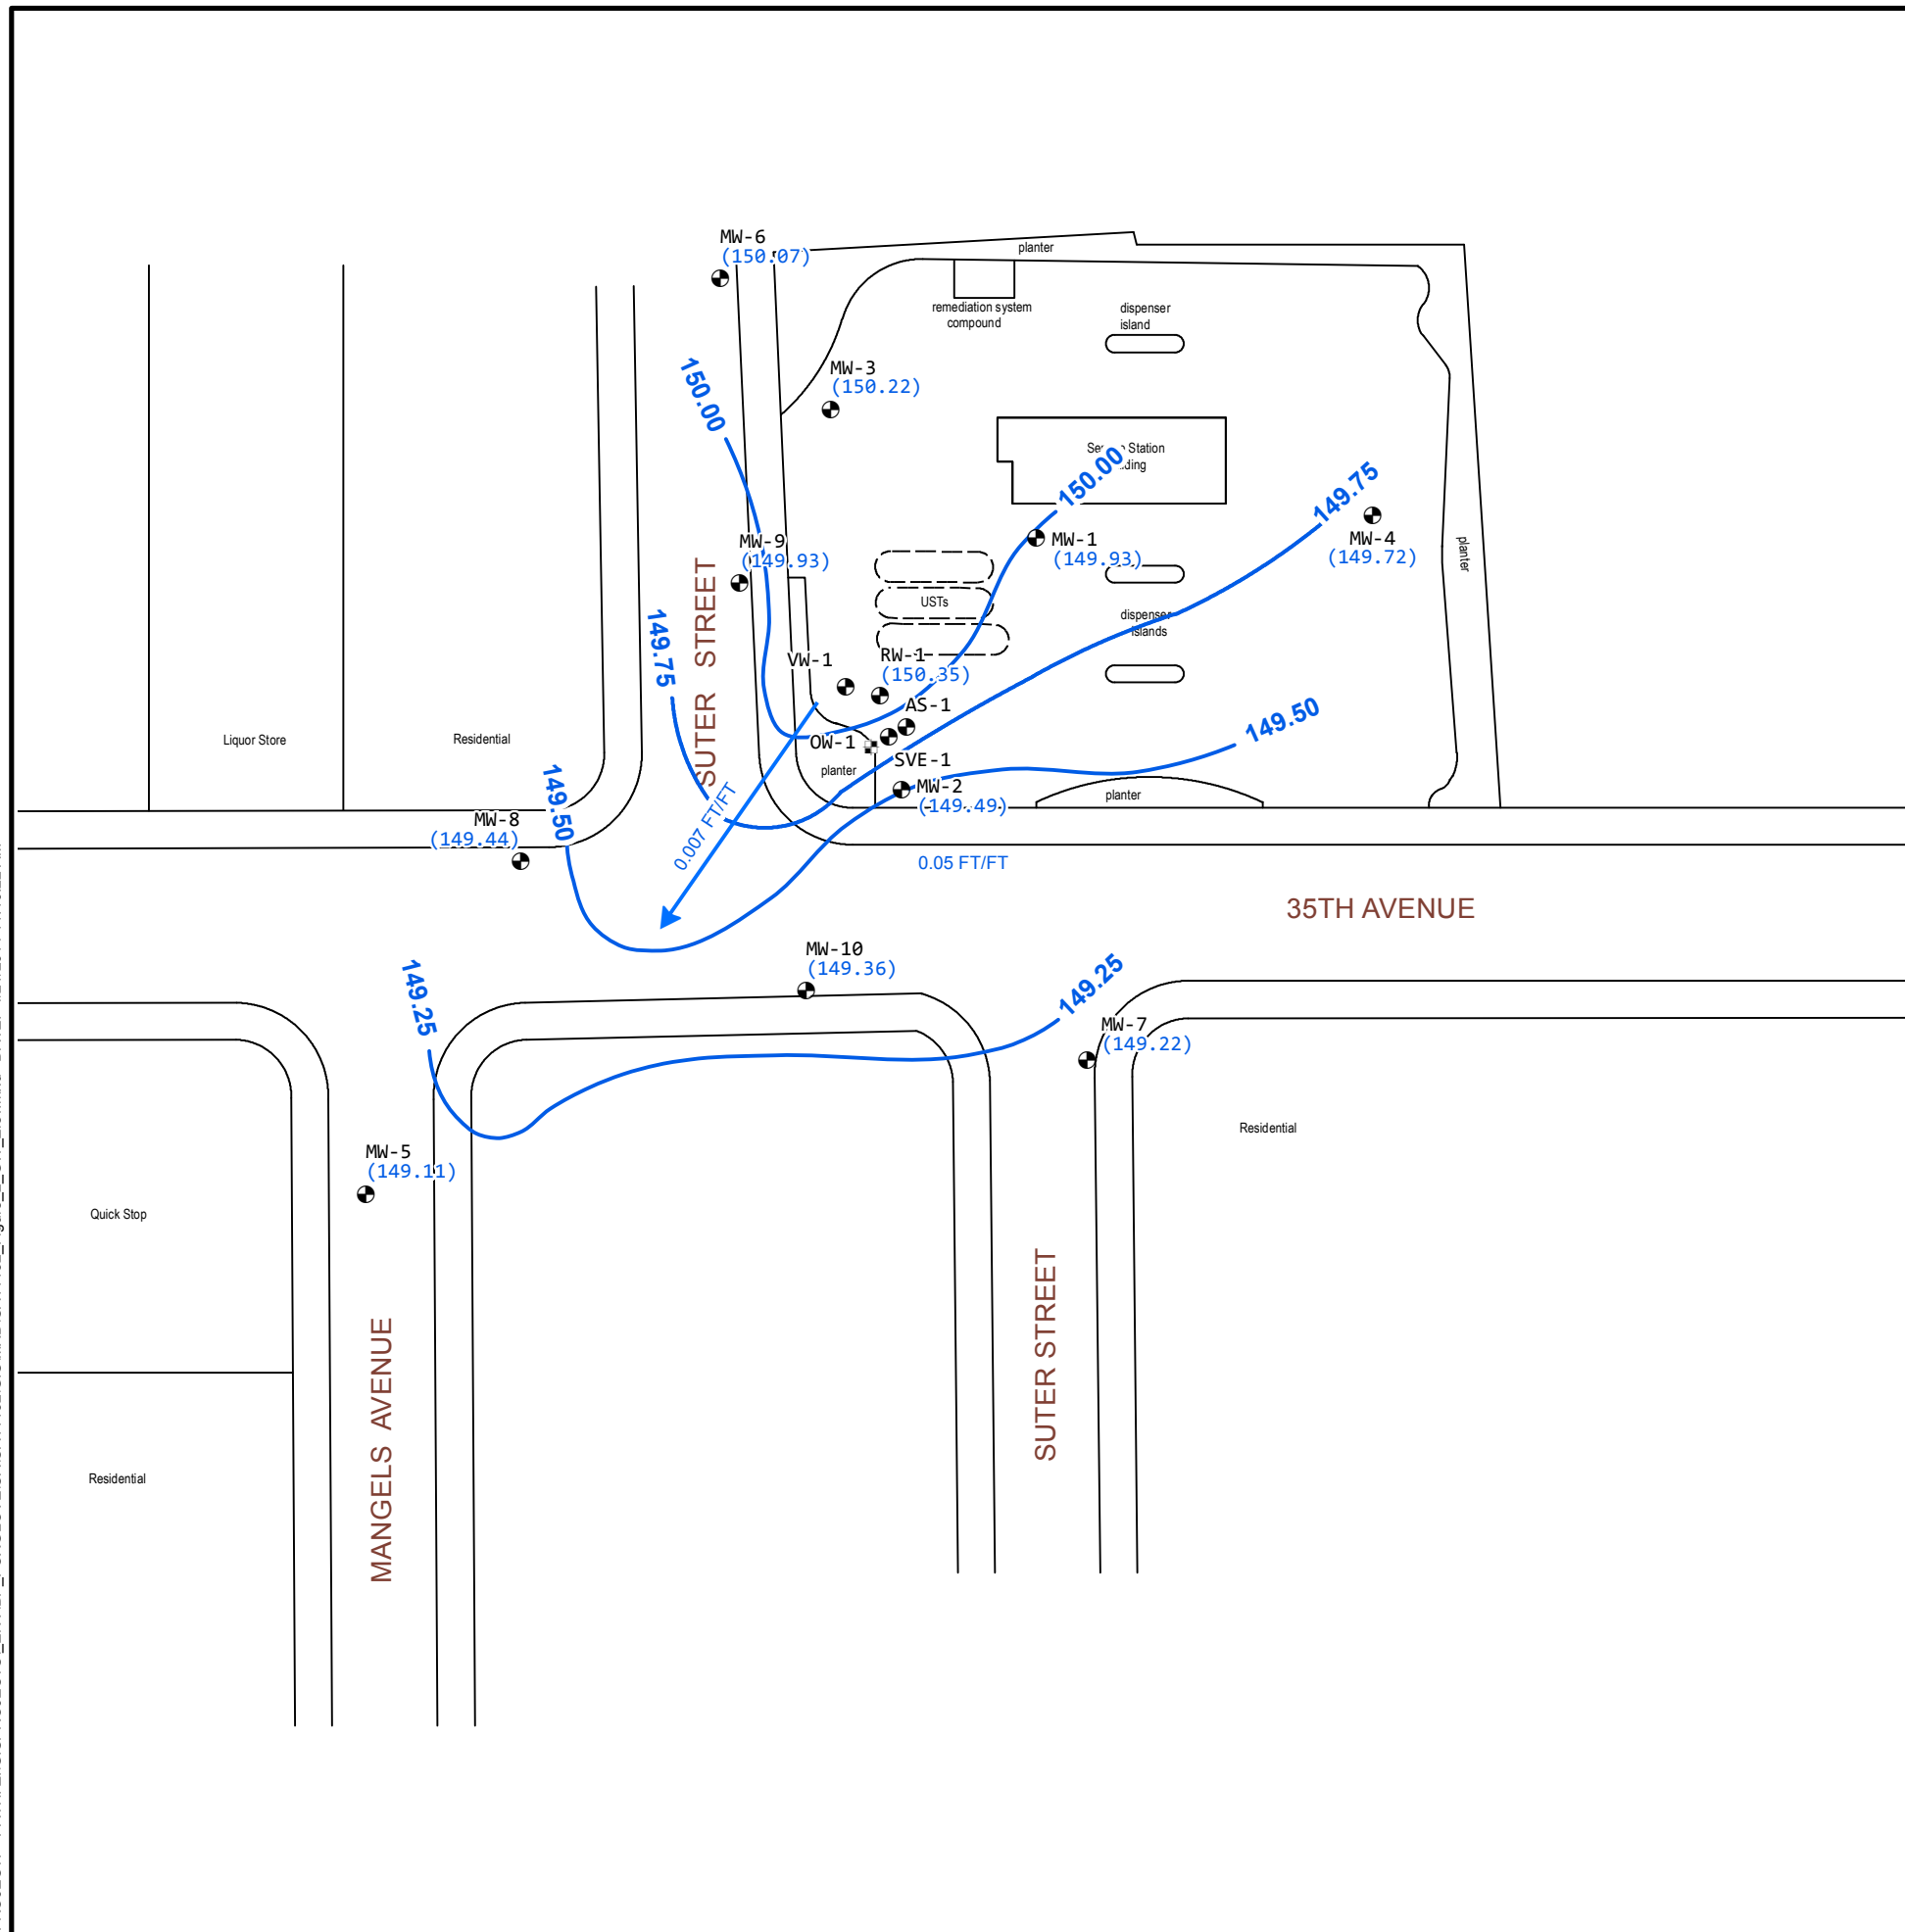 MW-6
(150.07)
planter
remediation system
compound
dispenser
island
MW-3
(150.22)
150.00
Station
150.00
149.75
MW-1
(149.93)
MW-4
(149.72)
planter
MW-9
(149.93)
USTs
dispenser
islands
SUTER STREET
149.75
VW-1
RW-1
(150.35)
AS-1
OW-1
SVE-1
planter
149.50
Liquor Store
Residential
149.50
MW-2
(149.49)
planter
MW-8
(149.44)
0.007 FT/FT
0.05 FT/FT
35TH AVENUE
MW-10
(149.36)
149.25
149.25
MW-7
(149.22)
Residential
MW-5
(149.11)
Quick Stop
MANGELS AVENUE
SUTER STREET
Residential